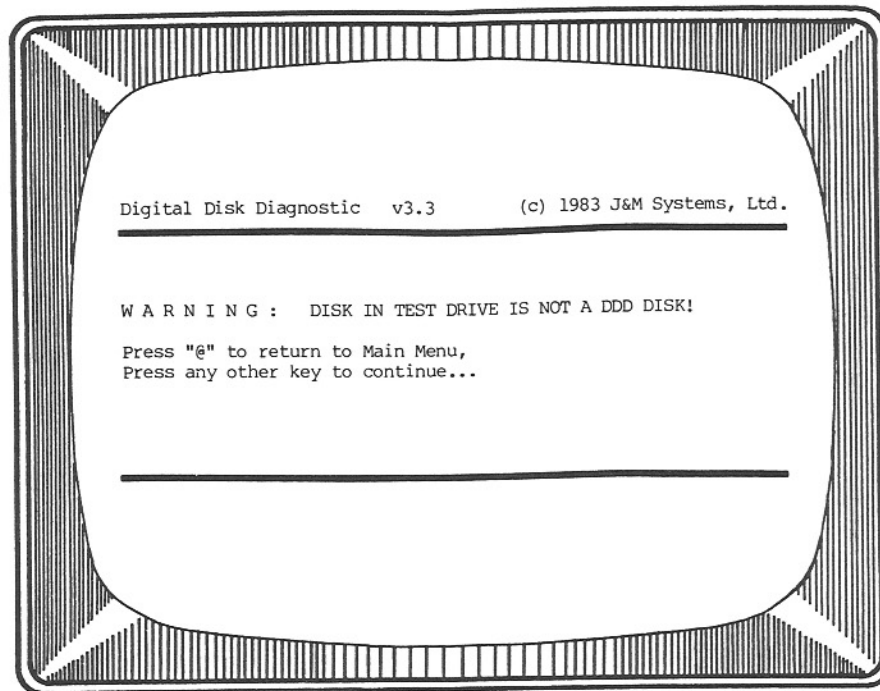 Digital Disk Diagnostic v3.3 (c) 1983 J&M Systems, Ltd.
W A R N I N G : DISK IN TEST DRIVE IS NOT A DDD DISK!
Press "@" to return to Main Menu,
Press any other key to continue...